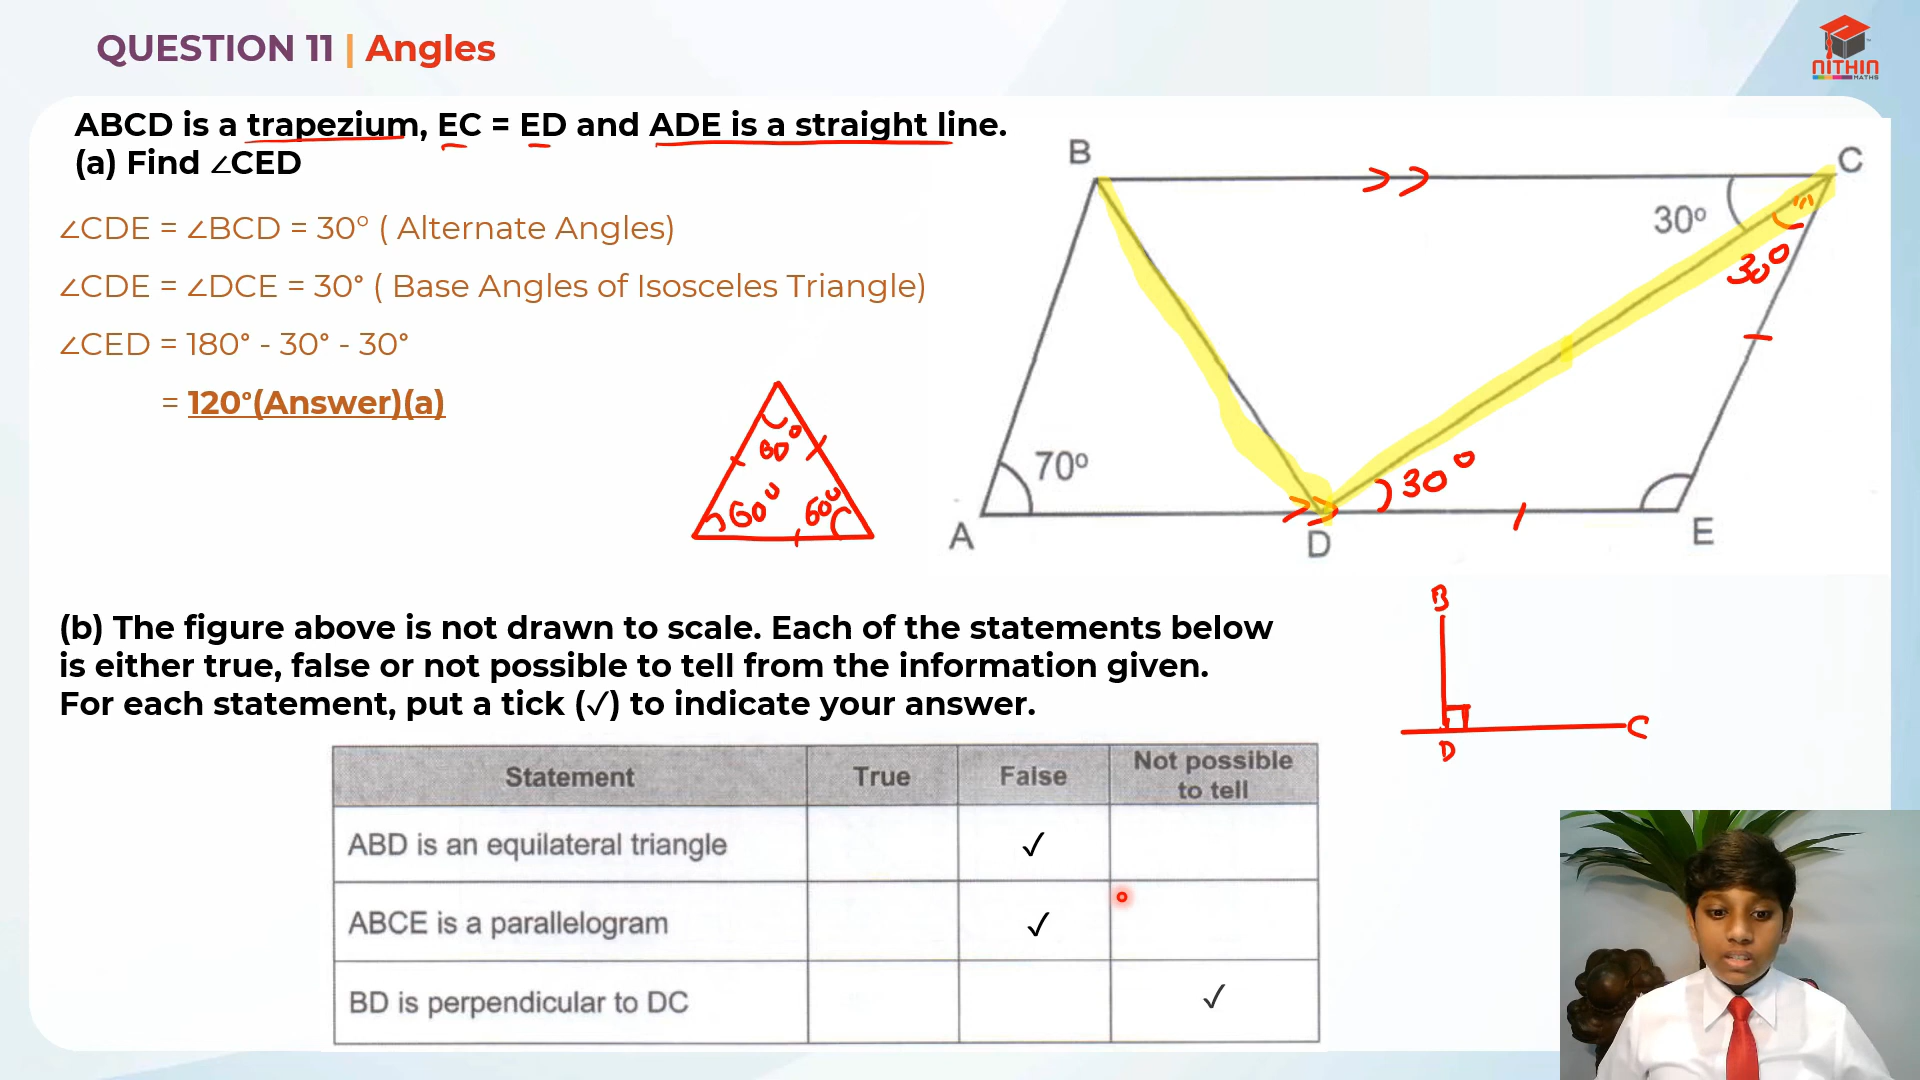 QUESTION 11 | Angles
NITHIN
MATHS
ABCD is a trapezium, EC = ED and ADE is a straight line.
(a) Find ∠CED
∠CDE = ∠BCD = 30° ( Alternate Angles)
∠CDE = ∠DCE = 30° ( Base Angles of Isosceles Triangle)
∠CED = 180° - 30° - 30°
= 120°(Answer)(a)
60°
60° 60°
B
C
30°
30°
70°
30°
A
D
E
(b) The figure above is not drawn to scale. Each of the statements below
is either true, false or not possible to tell from the information given.
For each statement, put a tick (✓) to indicate your answer.
B
C
D
Statement True False Not possible
to tell
ABD is an equilateral triangle ✓
ABCE is a parallelogram ✓
BD is perpendicular to DC ✓